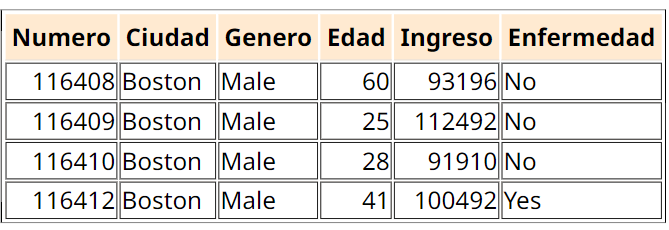 Numero Ciudad Genero Edad Ingreso Enfermedad
116408 Boston Male 60 93196 No
116409 Boston Male 25 112492 No
116410 Boston Male 28 91910 No
116412 Boston Male 41 100492 Yes